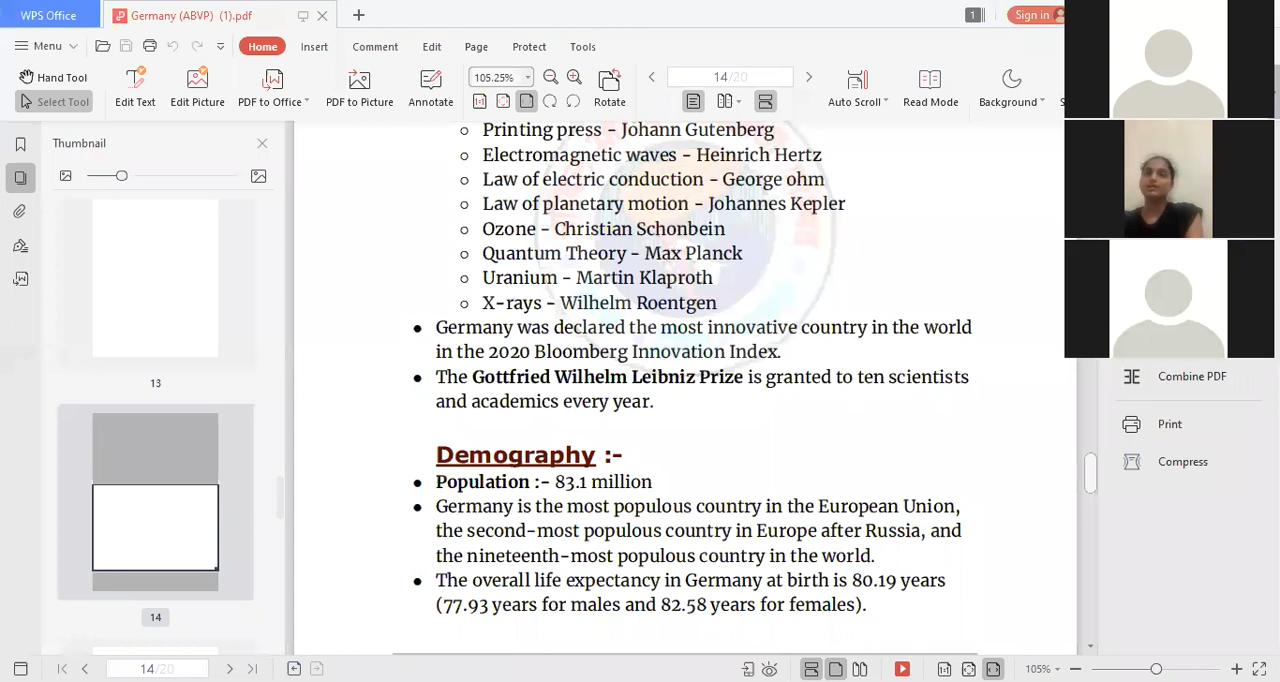 WPS Office
Germany (ABVP) (1).pdf
1
Sign in
Menu
Home
Insert
Comment
Edit
Page
Protect
Tools
Hand Tool
Select Tool
Edit Text
Edit Picture
PDF to Office
PDF to Picture
Annotate
105.25%
Rotate
14/20
Auto Scroll
Read Mode
Background
Thumbnail
13
14
Printing press - Johann Gutenberg
Electromagnetic waves - Heinrich Hertz
Law of electric conduction - George ohm
Law of planetary motion - Johannes Kepler
Ozone - Christian Schonbein
Quantum Theory - Max Planck
Uranium - Martin Klaproth
X-rays - Wilhelm Roentgen
Germany was declared the most innovative country in the world
in the 2020 Bloomberg Innovation Index.
The Gottfried Wilhelm Leibniz Prize is granted to ten scientists
and academics every year.
Demography :-
Population :- 83.1 million
Germany is the most populous country in the European Union,
the second-most populous country in Europe after Russia, and
the nineteenth-most populous country in the world.
The overall life expectancy in Germany at birth is 80.19 years
(77.93 years for males and 82.58 years for females).
Combine PDF
Print
Compress
14/20
105%